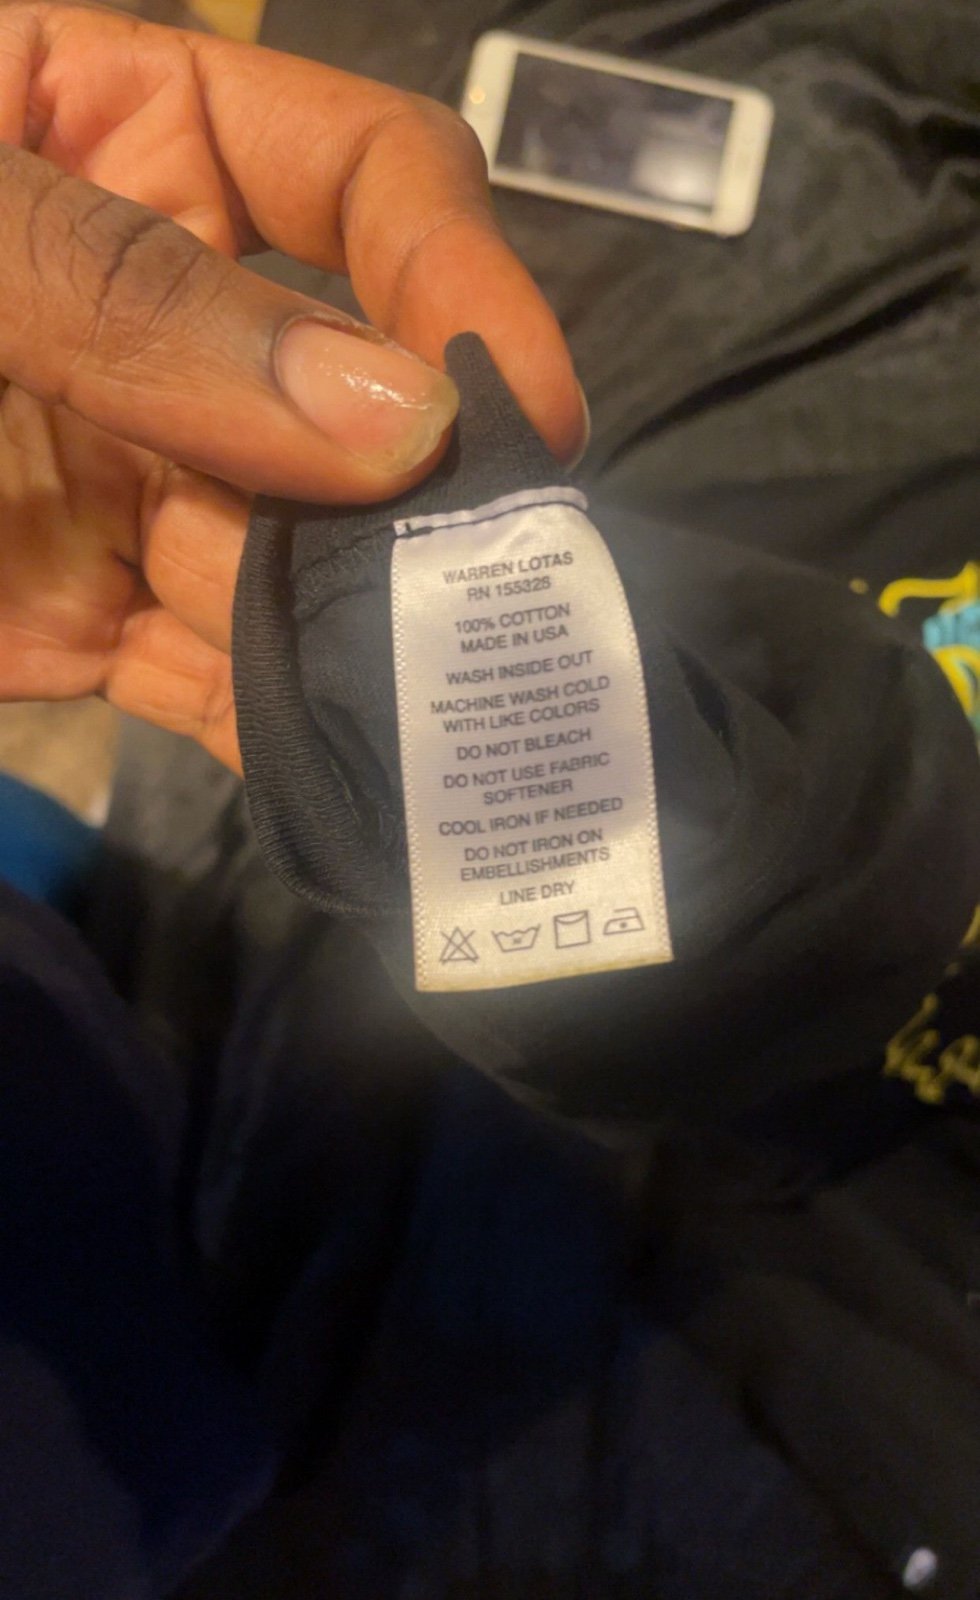 WARREN LOTAS
RN 155326
100% COTTON
MADE IN USA
WASH INSIDE OUT
MACHINE WASH COLD
WITH LIKE COLORS
DO NOT BLEACH
DO NOT USE FABRIC
SOFTENER
COOL IRON IF NEEDED
DO NOT IRON ON
EMBELLISHMENTS
LINE DRY